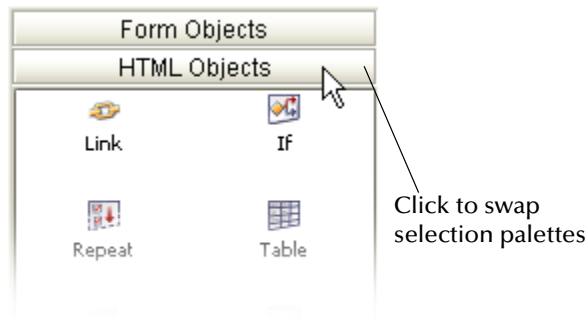 Form Objects
HTML Objects
Link
If
Click to swap
selection palettes
Repeat
Table